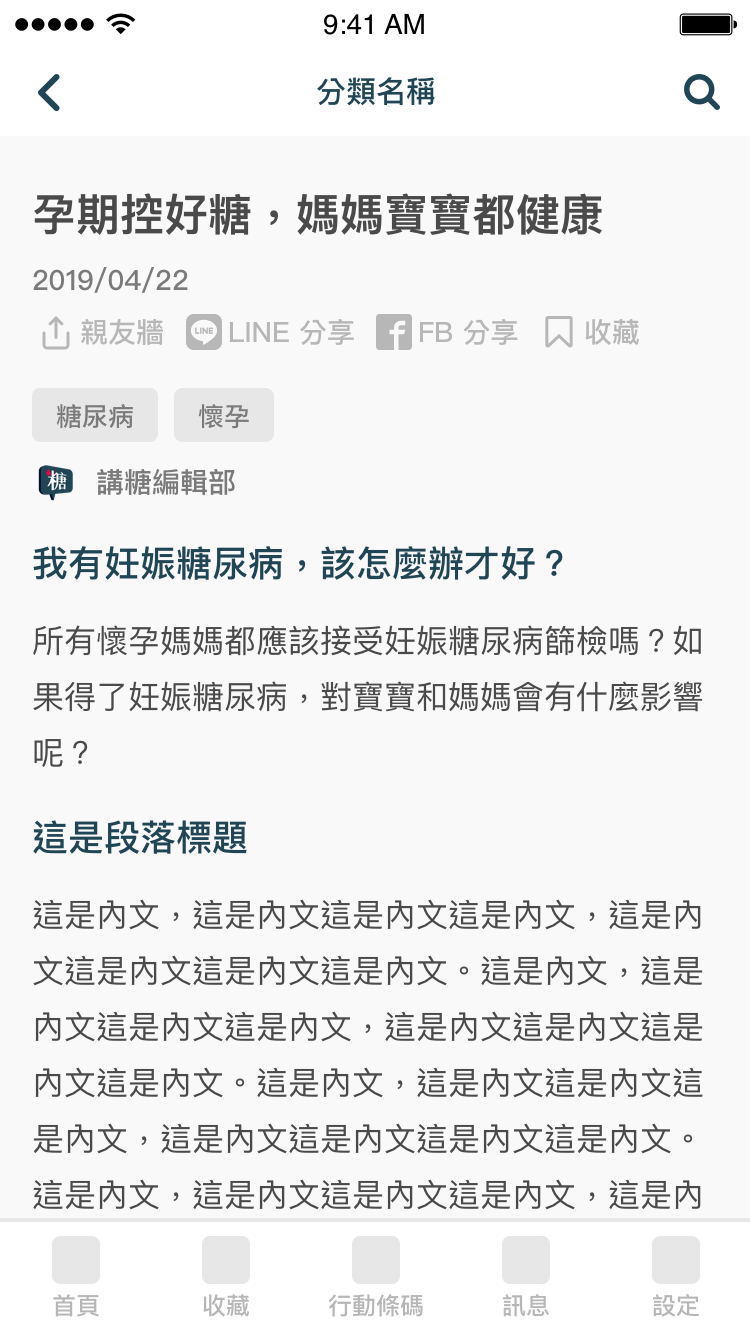 9:41 AM
分類名稱
孕期控好糖，媽媽寶寶都健康
2019/04/22
親友牆 LINE LINE 分享 FB 分享 收藏
糖尿病 懷孕
糖 講糖編輯部
我有妊娠糖尿病，該怎麼辦才好？
所有懷孕媽媽都應該接受妊娠糖尿病篩檢嗎？如
果得了妊娠糖尿病，對寶寶和媽媽會有什麼影響
呢？
這是段落標題
這是內文，這是內文這是內文這是內文，這是內
文這是內文這是內文這是內文。這是內文，這是
內文這是內文這是內文，這是內文這是內文這是
內文這是內文。這是內文，這是內文這是內文這
是內文，這是內文這是內文這是內文這是內文。
這是內文，這是內文這是內文這是內文，這是內
首頁 收藏 行動條碼 訊息 設定